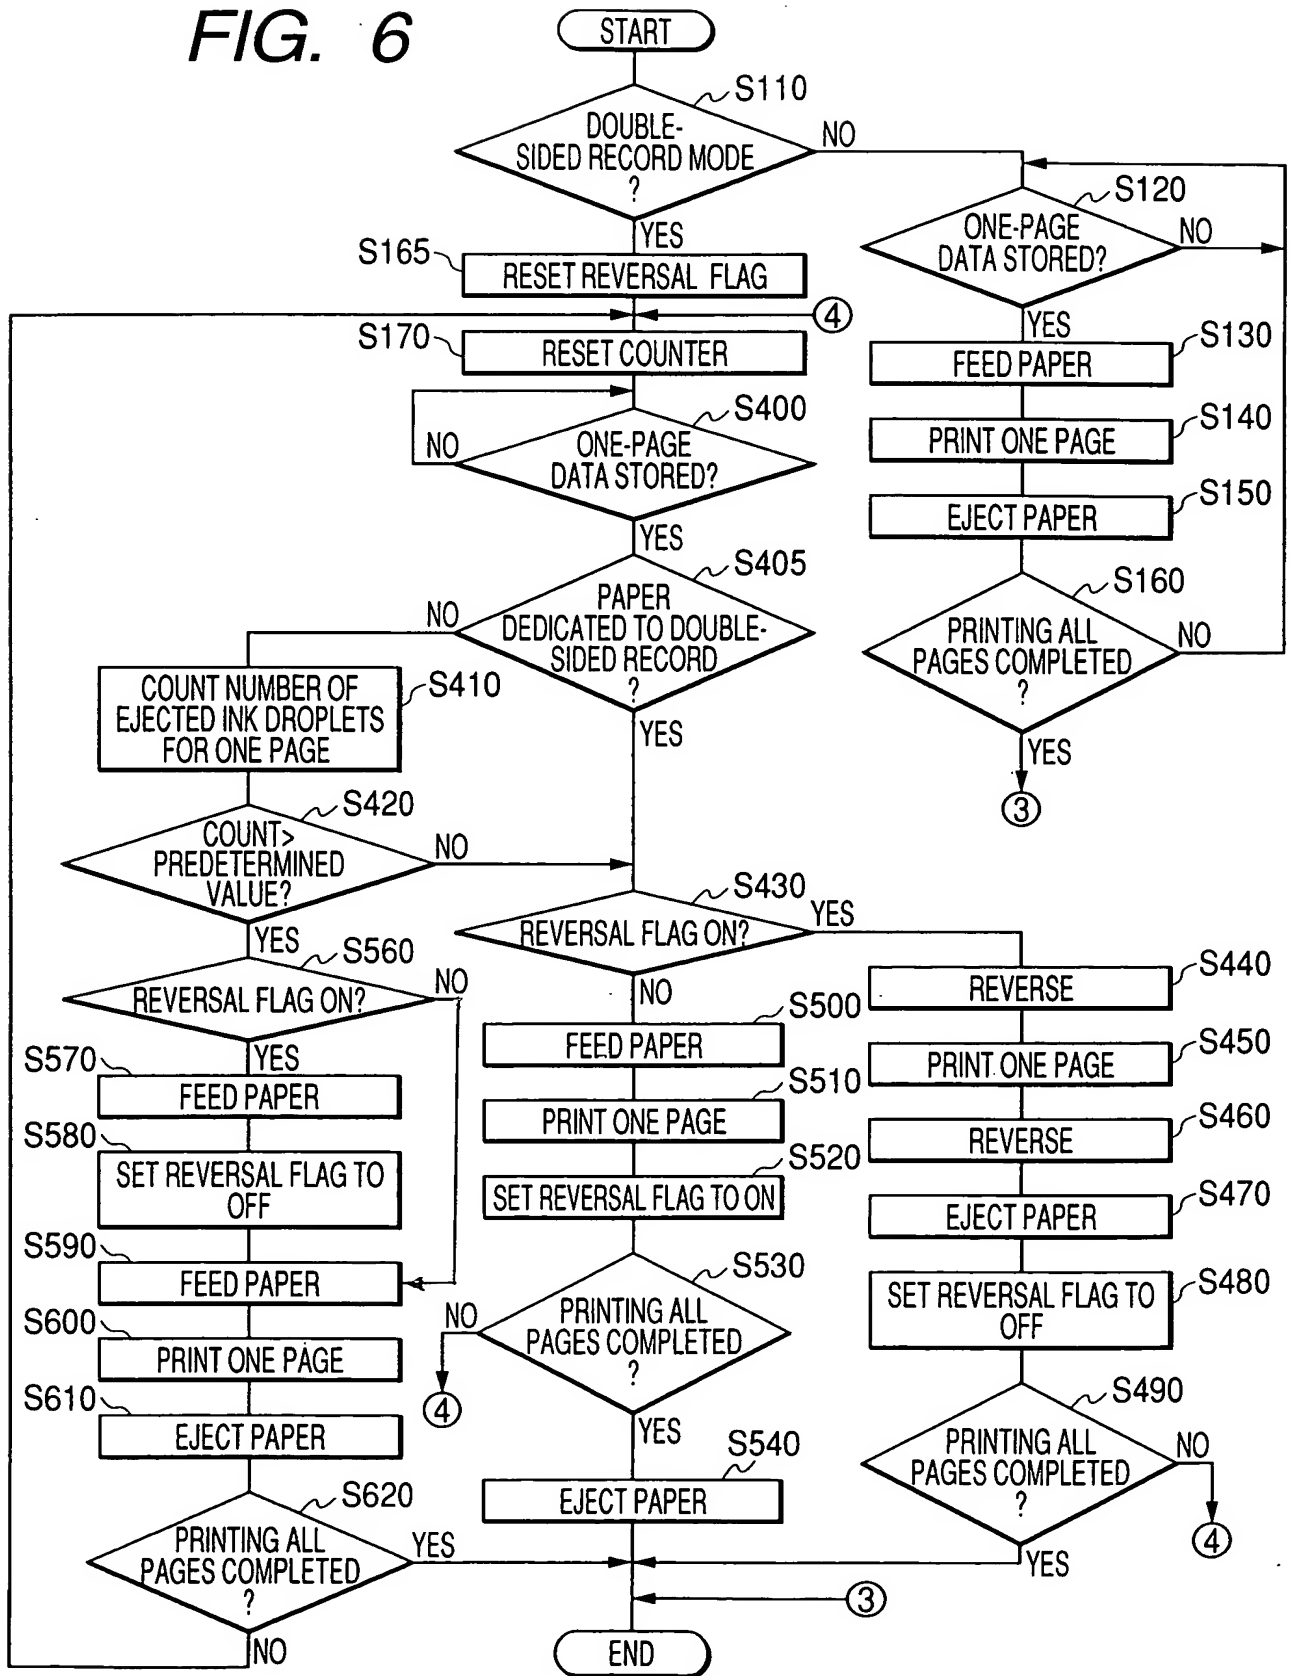 FIG. 6
START
S110
DOUBLE-
SIDED RECORD MODE
?
NO
YES
S120
ONE-PAGE
DATA STORED?
NO
YES
S165
RESET REVERSAL FLAG
4
S170
RESET COUNTER
S130
FEED PAPER
S400
ONE-PAGE
DATA STORED?
NO
YES
S140
PRINT ONE PAGE
S150
EJECT PAPER
S405
PAPER
DEDICATED TO DOUBLE-
SIDED RECORD
?
NO
YES
S160
PRINTING ALL
PAGES COMPLETED
?
NO
YES
3
S410
COUNT NUMBER OF
EJECTED INK DROPLETS
FOR ONE PAGE
S420
COUNT>
PREDETERMINED
VALUE?
NO
YES
S430
REVERSAL FLAG ON?
YES
NO
S560
REVERSAL FLAG ON?
NO
YES
S440
REVERSE
S450
PRINT ONE PAGE
S460
REVERSE
S470
EJECT PAPER
S480
SET REVERSAL FLAG TO
OFF
S490
PRINTING ALL
PAGES COMPLETED
?
NO
4
YES
S500
FEED PAPER
S510
PRINT ONE PAGE
S520
SET REVERSAL FLAG TO ON
S530
PRINTING ALL
PAGES COMPLETED
?
NO
4
YES
S540
EJECT PAPER
S570
FEED PAPER
S580
SET REVERSAL FLAG TO
OFF
S590
FEED PAPER
S600
PRINT ONE PAGE
S610
EJECT PAPER
S620
PRINTING ALL
PAGES COMPLETED
?
YES
NO
3
END